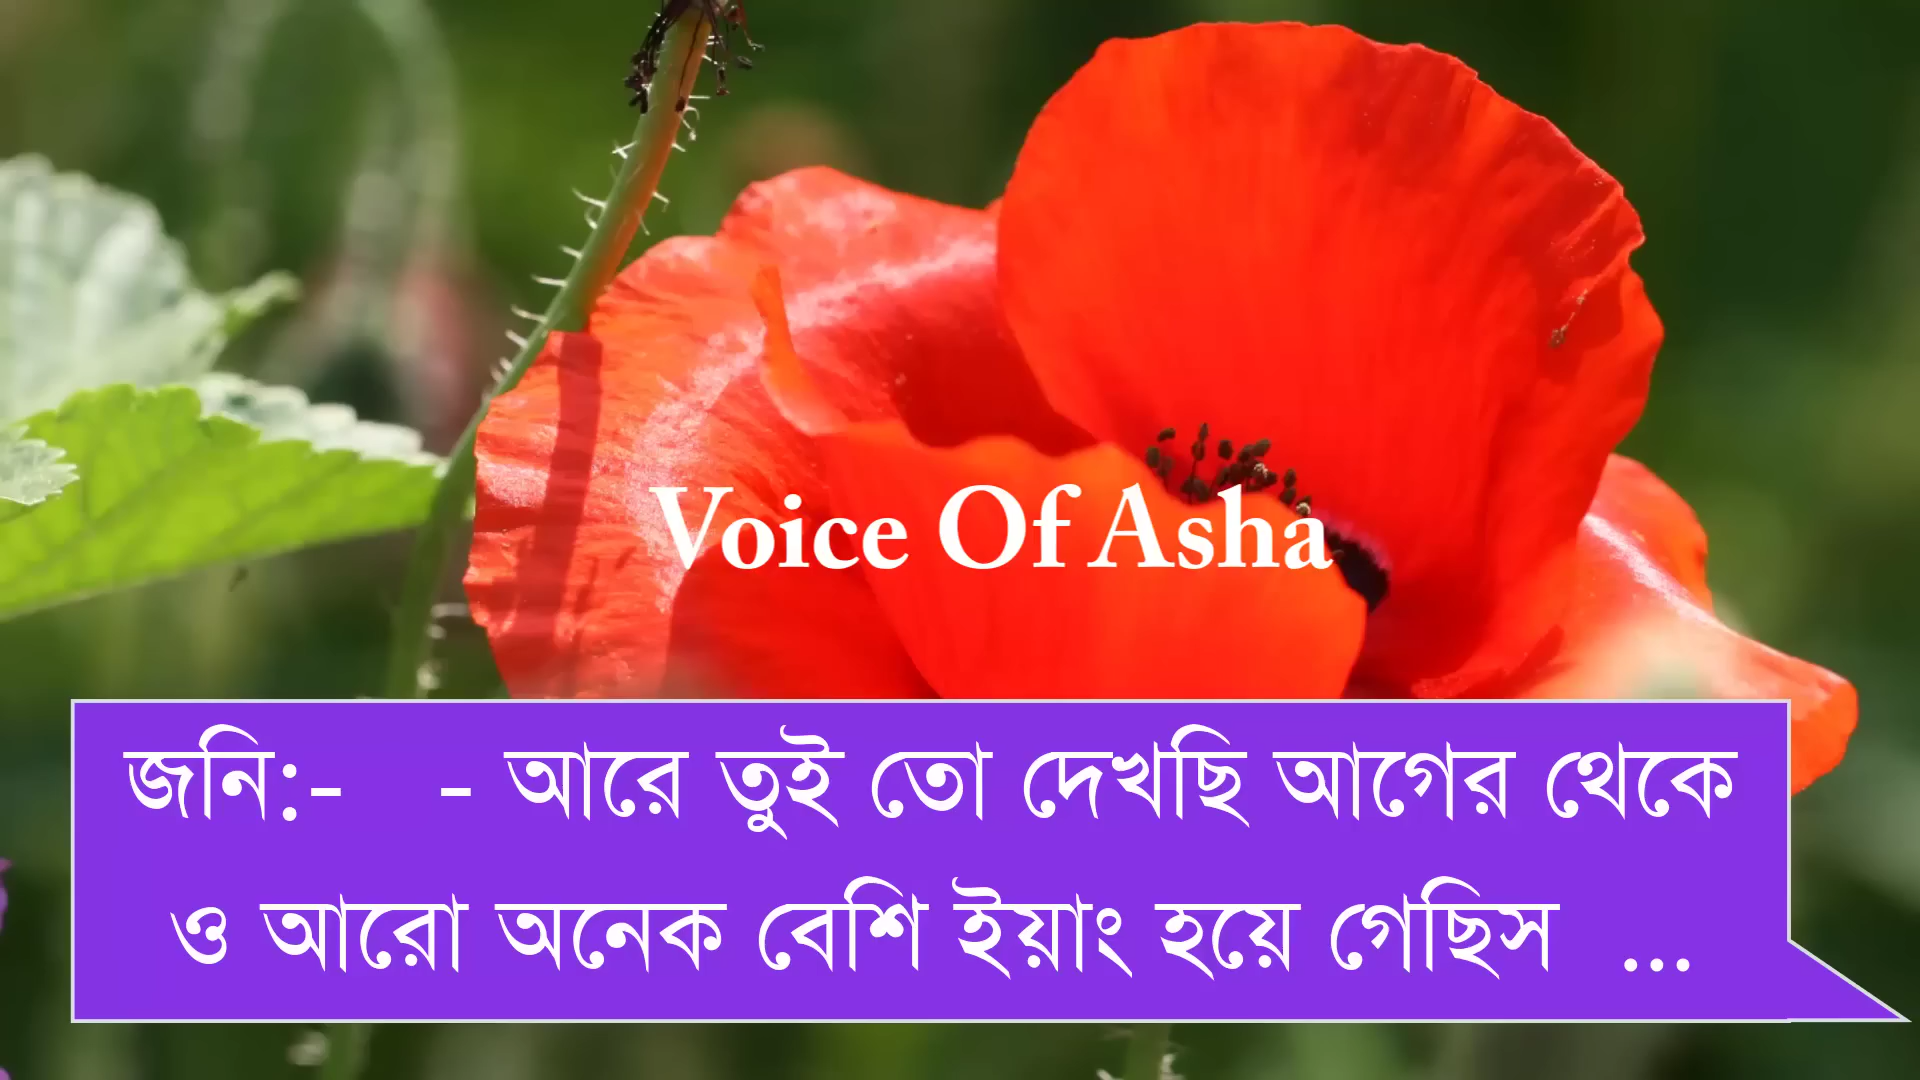 Voice Of Asha
জনি:- - আরে তুই তো দেখছি আগের থেকে
ও আরো অনেক বেশি ইয়াং হয়ে গেছিস ...